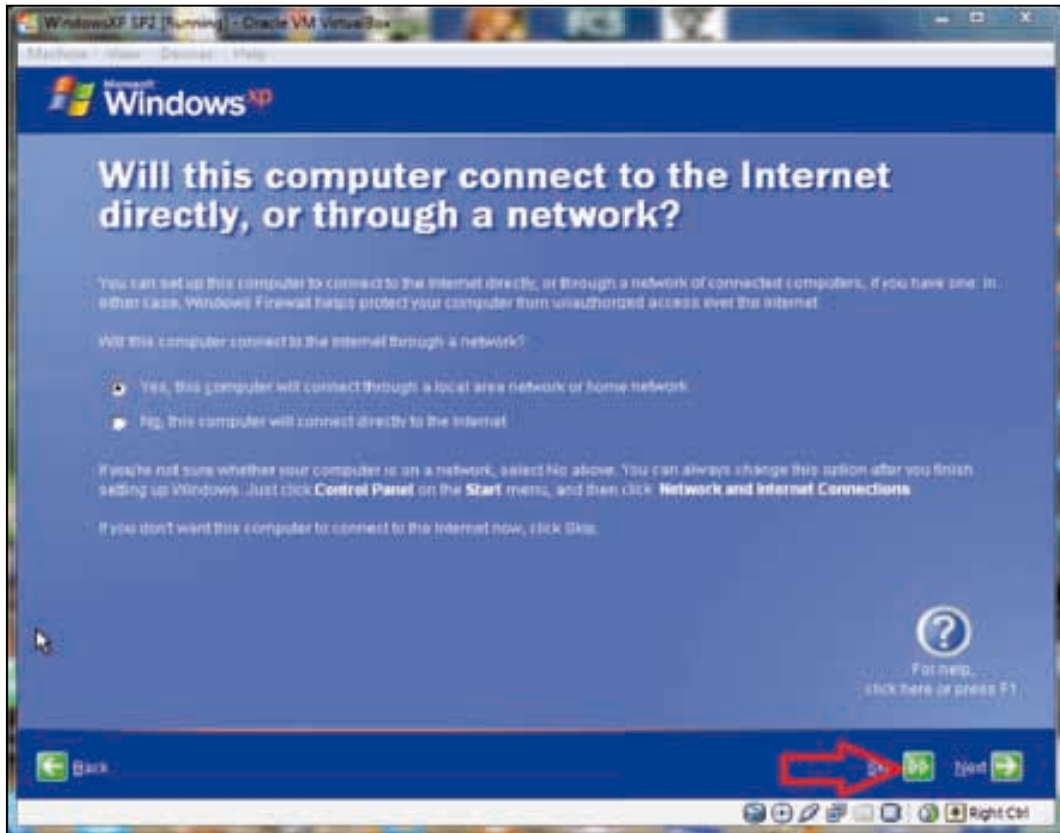 WindowsXP SP2 [Running] - Oracle VM VirtualBox
Machine View Devices Help
Microsoft
Windows xp
Will this computer connect to the Internet
directly, or through a network?
You can set up this computer to connect to the Internet directly, or through a network of connected computers, if you have one. In
either case, Windows Firewall helps protect your computer from unauthorized access over the Internet.
Will this computer connect to the Internet through a network?
Yes, this computer will connect through a local area network or home network
No, this computer will connect directly to the Internet
If you're not sure whether your computer is on a network, select No above. You can always change this option after you finish
setting up Windows. Just click Control Panel on the Start menu, and then click Network and Internet Connections.
If you don't want this computer to connect to the Internet now, click Skip.
For help,
click here or press F1
Back
Next
Right Ctrl